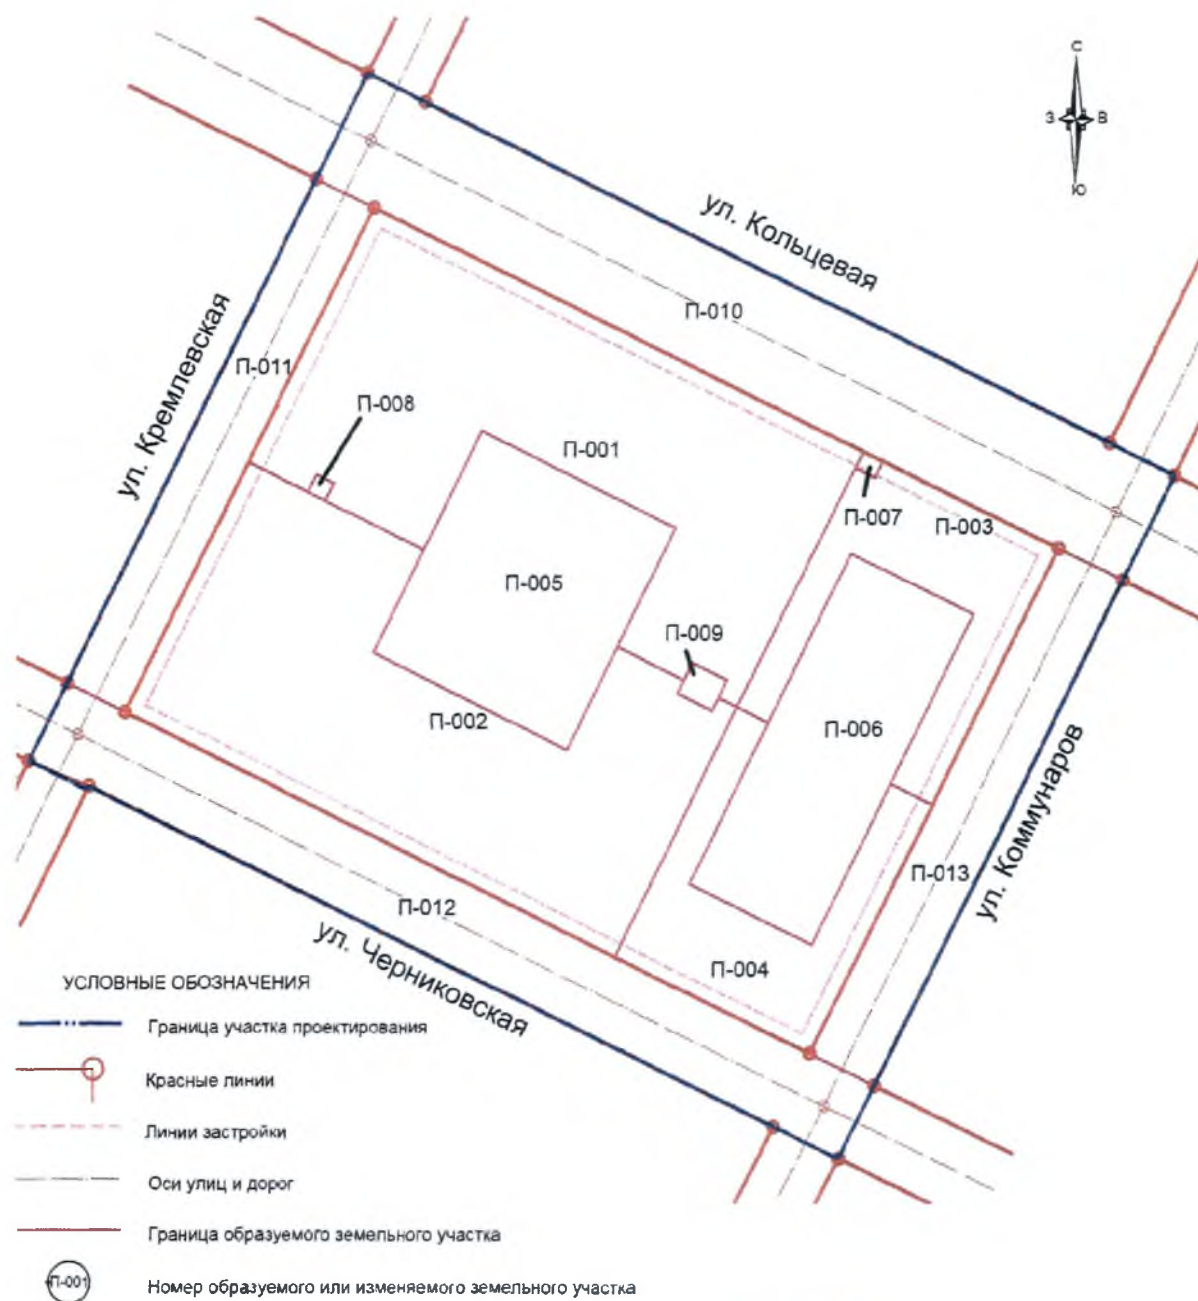 С
З В
Ю
ул. Кольцевая
П-010
ул. Кремлевская
П-011
П-008
П-001
П-007
П-003
П-005
П-009
П-002
П-006
ул. Коммунаров
П-013
П-012
ул. Черниковская
П-004
УСЛОВНЫЕ ОБОЗНАЧЕНИЯ
Граница участка проектирования
Красные линии
Линии застройки
Оси улиц и дорог
Граница образуемого земельного участка
П-001 Номер образуемого или изменяемого земельного участка